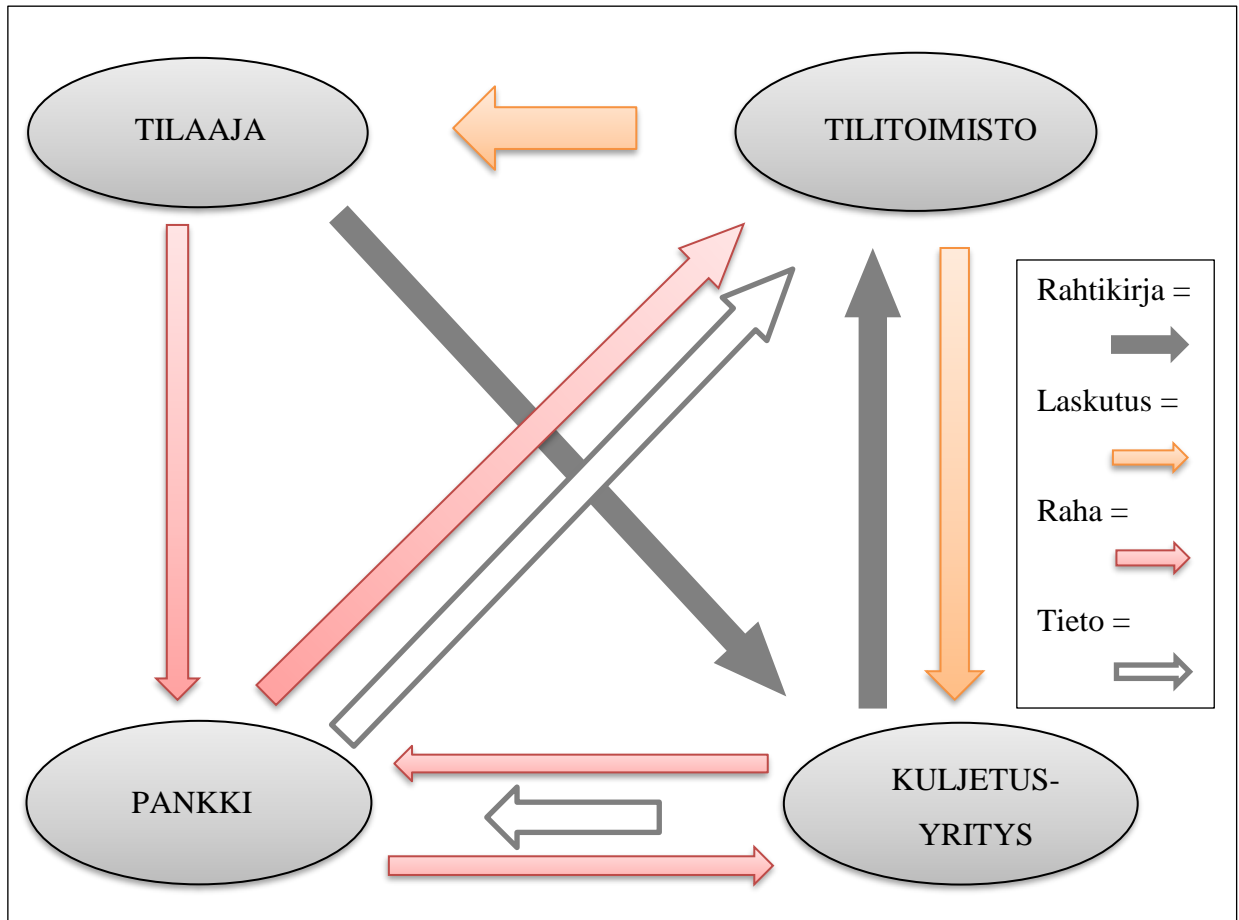 TILAAJA
TILITOIMISTO
Rahtikirja =
Laskutus =
Raha =
Tieto =
PANKKI
KULJETUS-
YRITYS